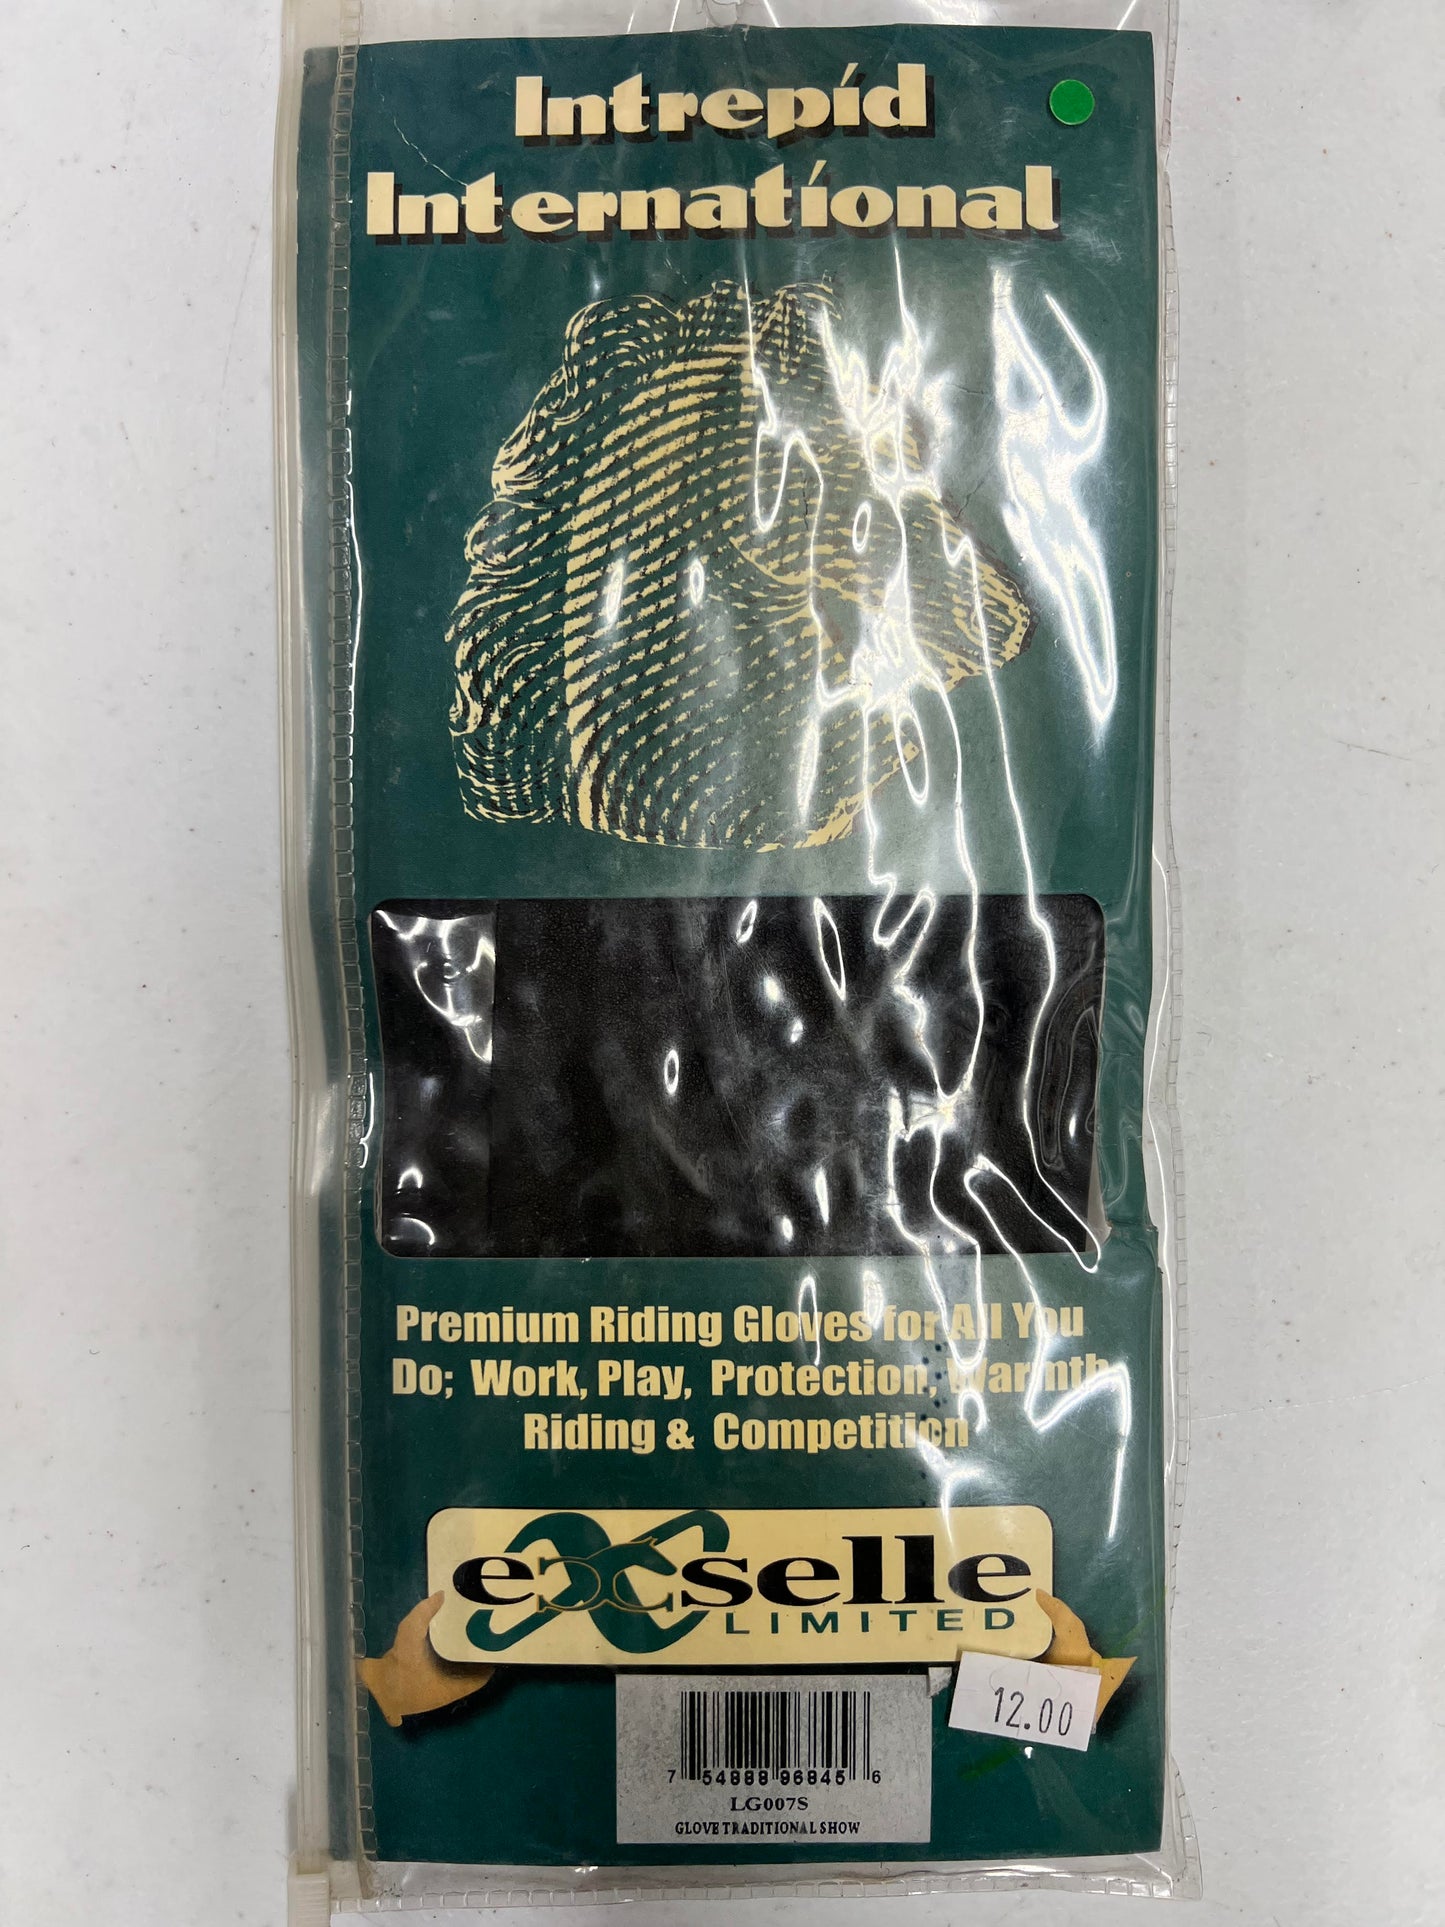 Intrepid
International
Premium Riding Gloves for All You
Do; Work, Play, Protection, Warmth
Riding & Competition
exselle
LIMITED
12.00
7 54888 96845 6
LG007S
GLOVE TRADITIONAL SHOW